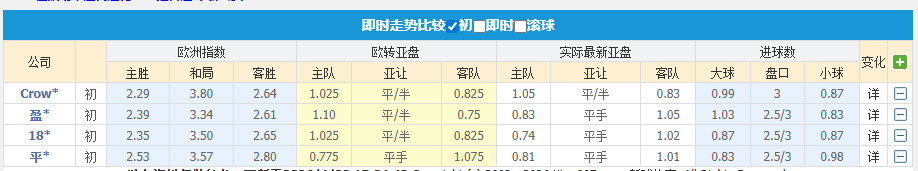 即时走势比较 初 即时 滚球
公司 欧洲指数 欧转亚盘 实际最新亚盘 进球数 变化
主胜 和局 客胜 主队 亚让 客队 主队 亚让 客队 大球 盘口 小球
Crow* 初 2.29 3.80 2.64 1.025 平/半 0.825 1.05 平/半 0.83 0.99 3 0.87 详
盈* 初 2.39 3.34 2.61 1.10 平/半 0.75 0.83 平手 1.05 1.03 2.5/3 0.83 详
18* 初 2.35 3.50 2.65 1.025 平/半 0.825 0.74 平手 1.02 0.87 2.5/3 0.87 详
平* 初 2.53 3.57 2.80 0.775 平手 1.075 0.81 平手 1.01 0.83 2.5/3 0.98 详